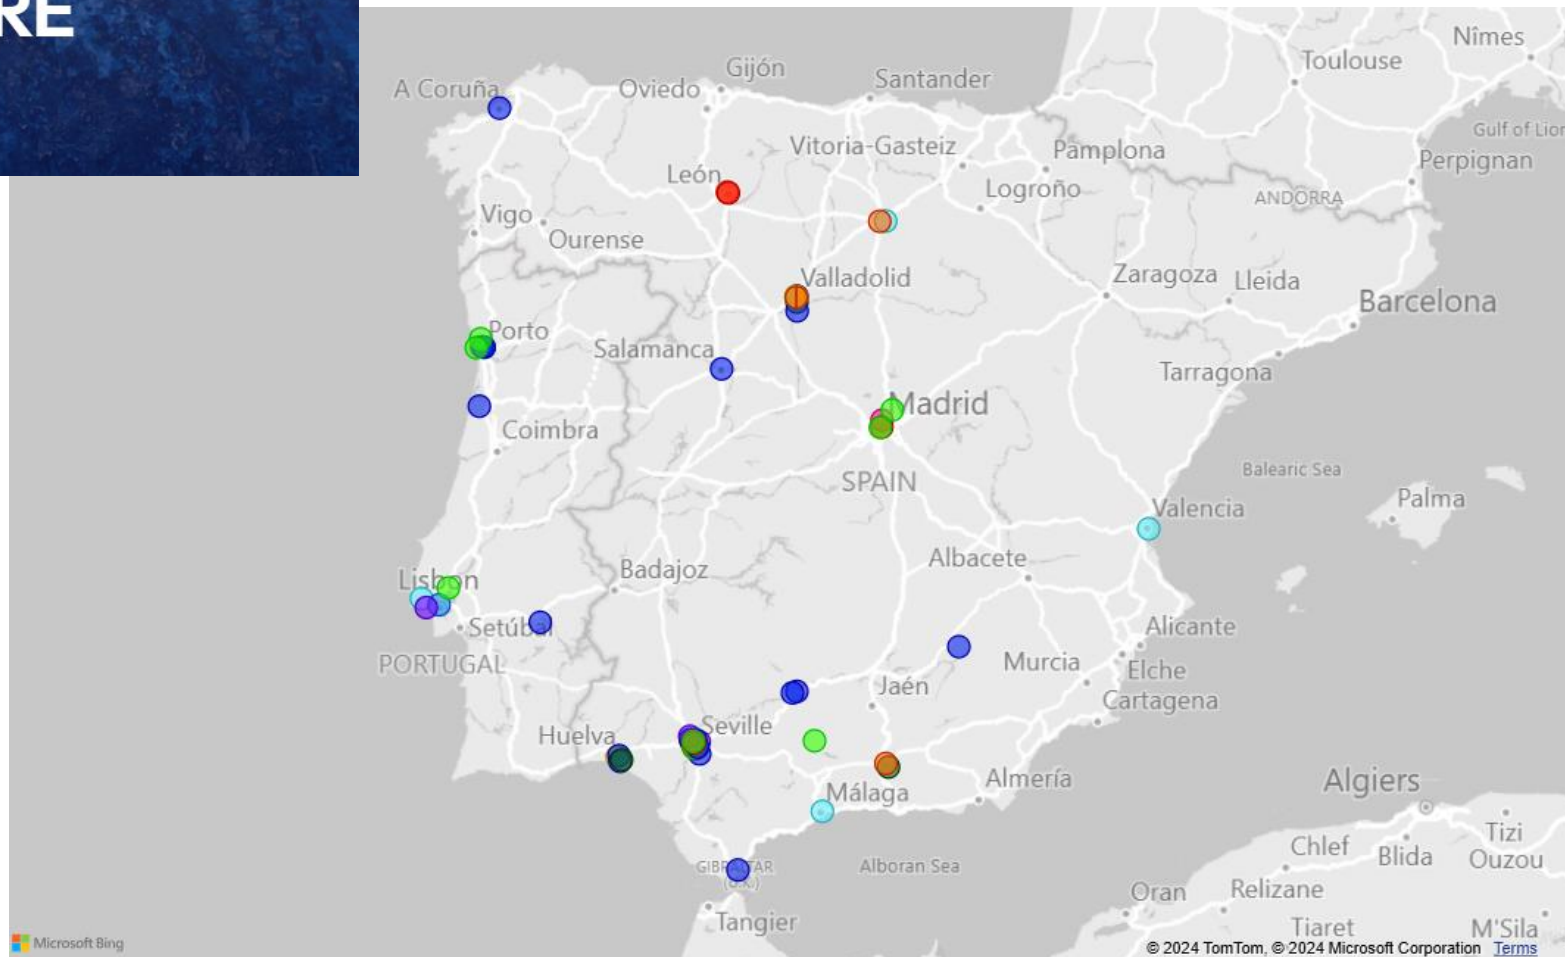 RE
Nîmes
Toulouse
Gijón
A Coruña
Oviedo
Santander
Gulf of Lion
Vitoria-Gasteiz
Pamplona
Perpignan
León
Logroño
ANDORRA
Vigo
Ourense
Valladolid
Zaragoza
Lleida
Barcelona
Porto
Salamanca
Tarragona
Madrid
Coimbra
Balearic Sea
SPAIN
Palma
Valencia
Albacete
Badajoz
Lisbon
Setúbal
Alicante
PORTUGAL
Murcia
Elche
Jaén
Cartagena
Huelva
Seville
Almería
Algiers
Málaga
Tizi
Ouzou
Chlef
Blida
GIBRALTAR
(U.K.)
Alboran Sea
Oran
Relizane
Tangier
Tiaret
M'Sila
Microsoft Bing
© 2024 TomTom, © 2024 Microsoft Corporation Terms